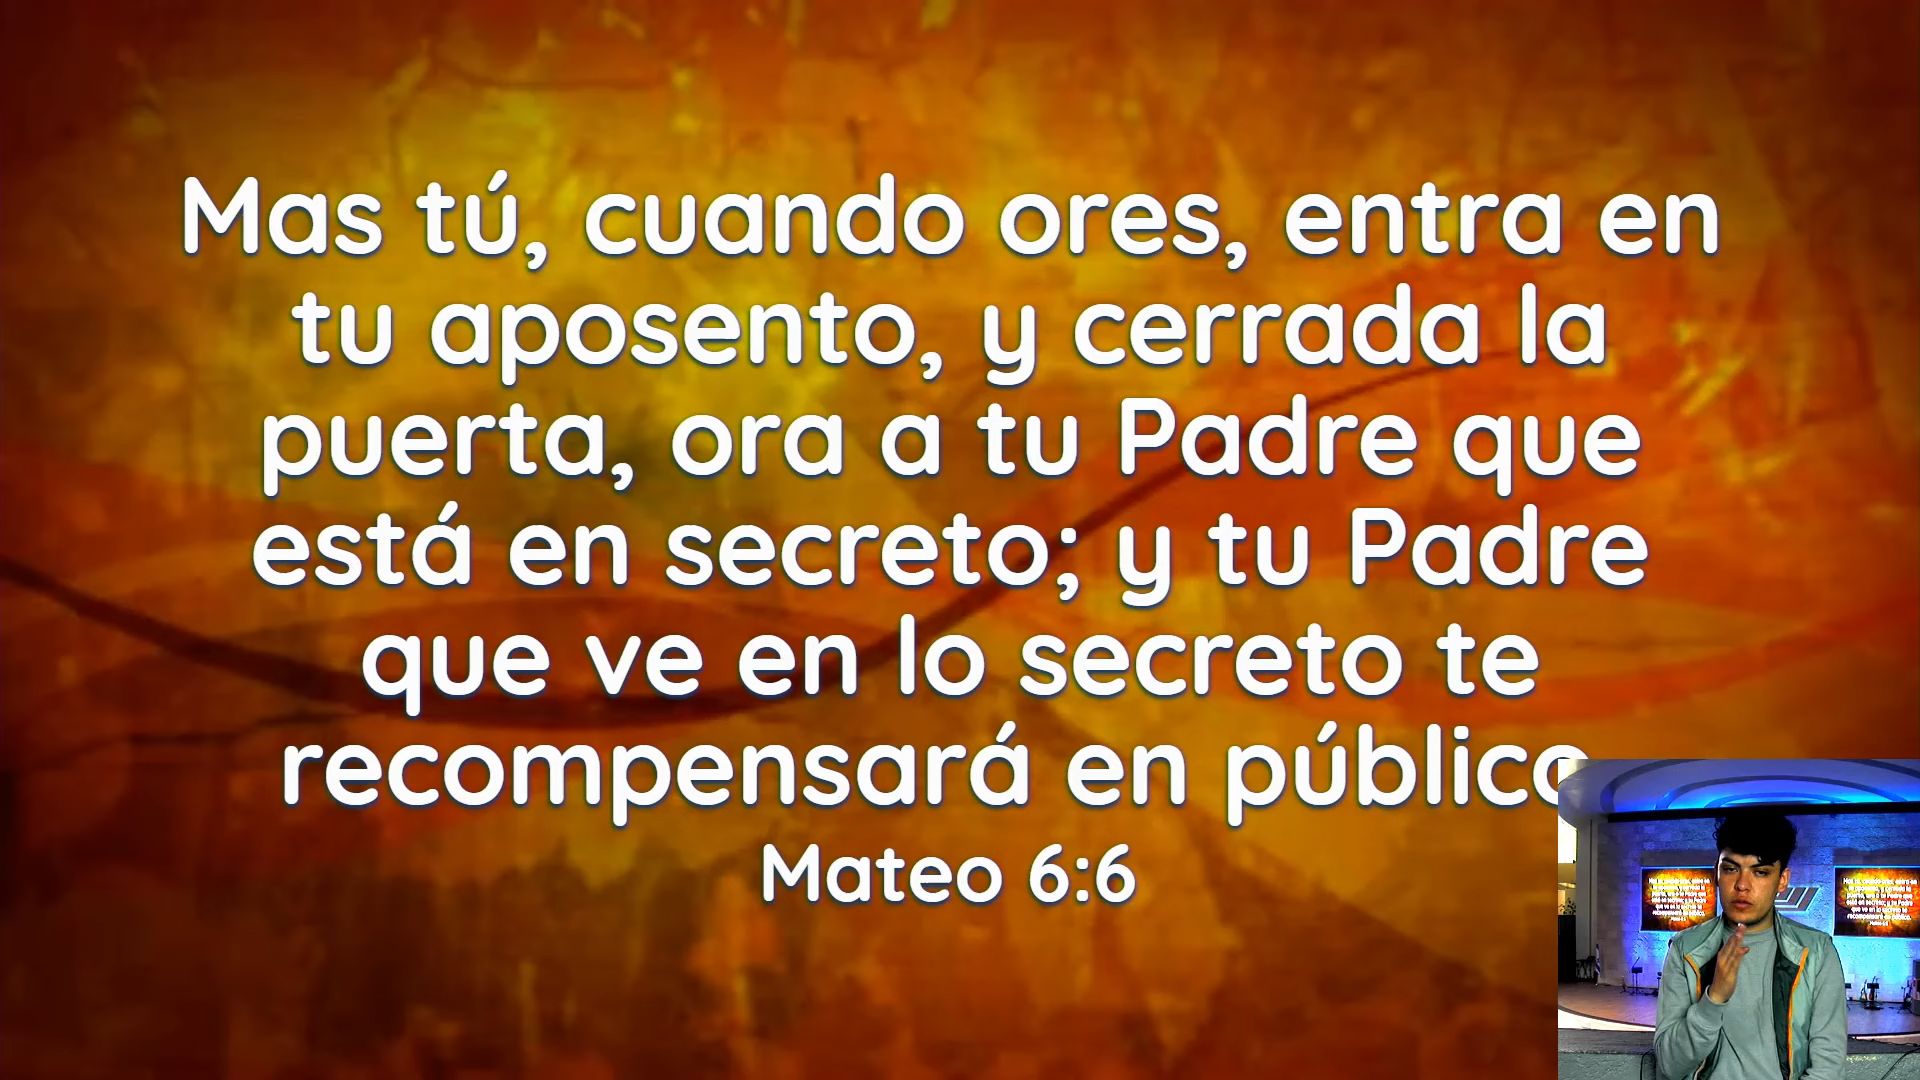 Mas tú, cuando ores, entra en
tu aposento, y cerrada la
puerta, ora a tu Padre que
está en secreto; y tu Padre
que ve en lo secreto te
recompensará en público
Mateo 6:6